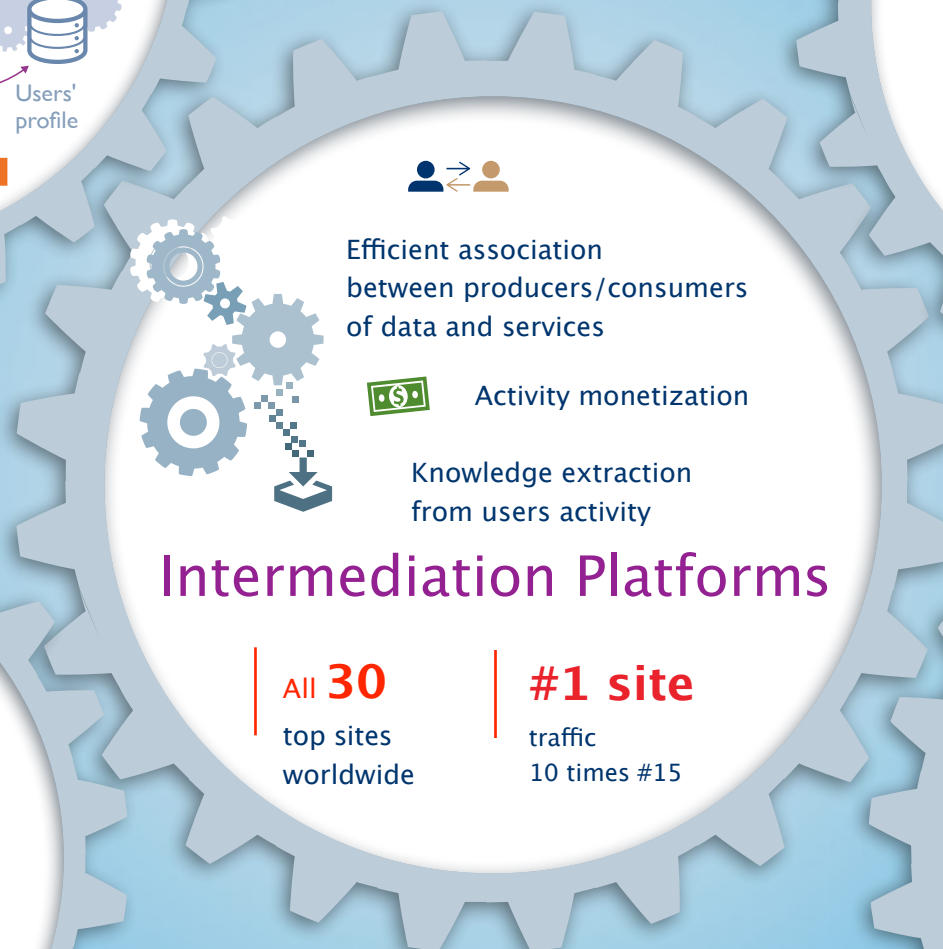 Users'
profile
Efficient association
between producers/consumers
of data and services
$
Activity monetization
Knowledge extraction
from users activity
Intermediation Platforms
All 30
top sites
worldwide
#1 site
traffic
10 times #15